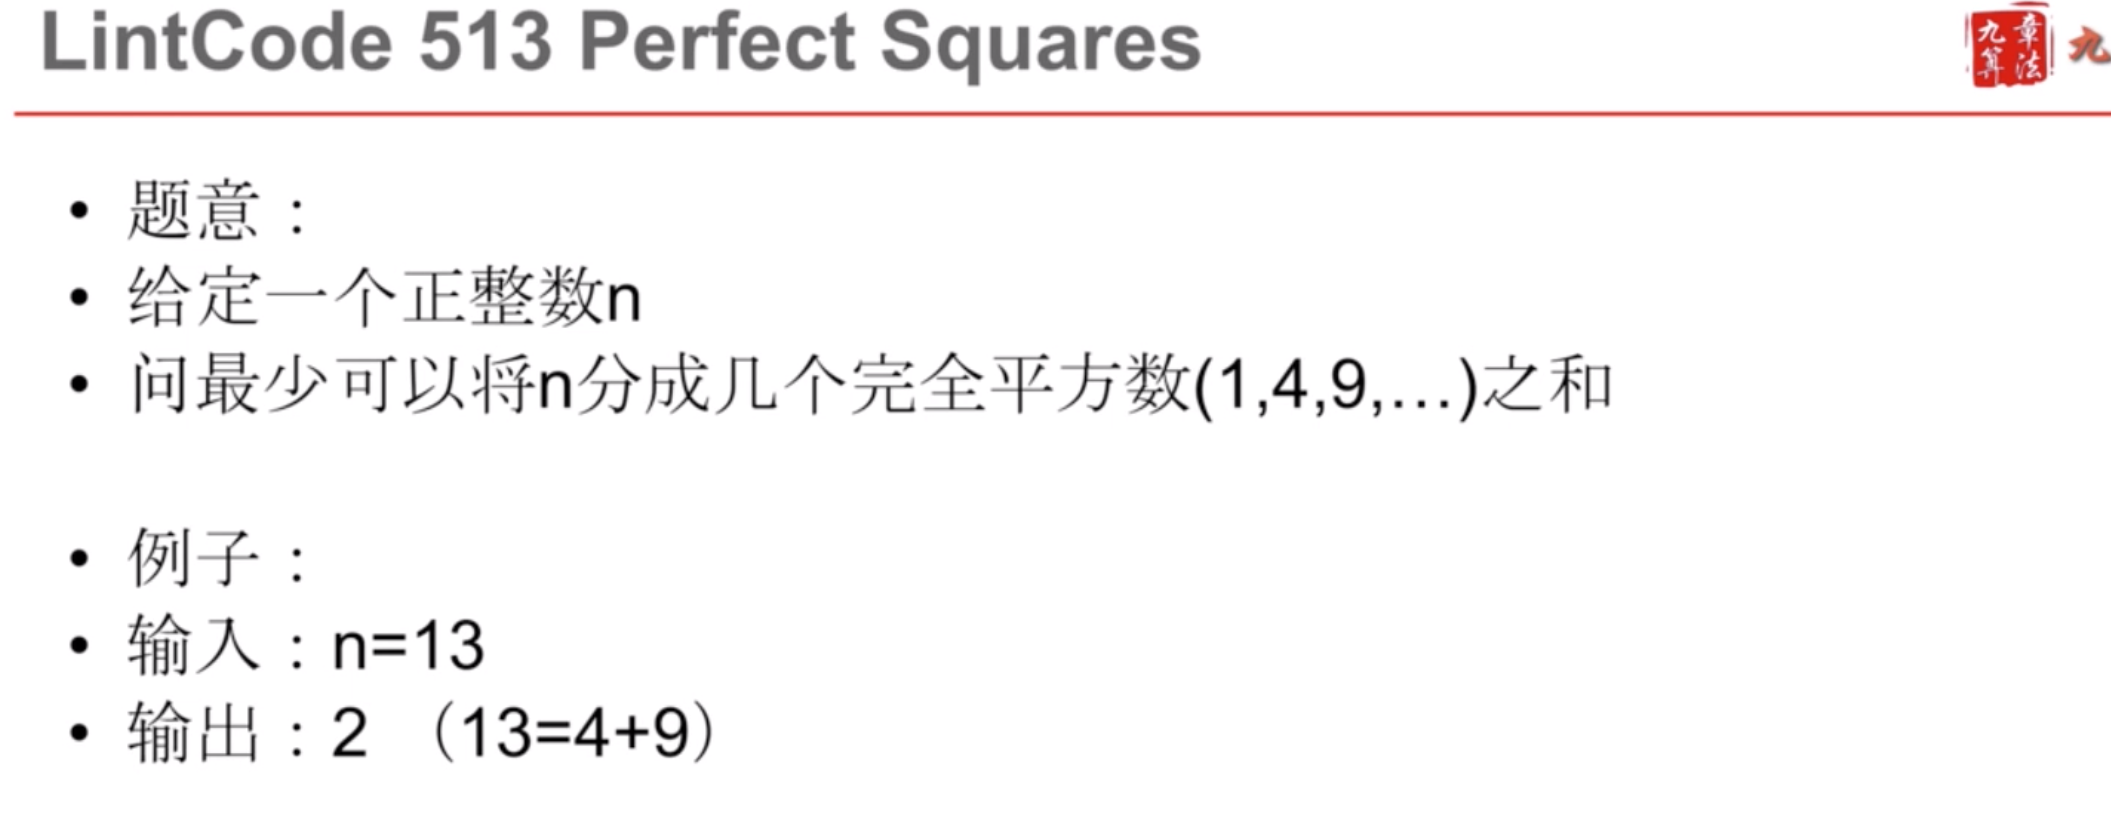 LintCode 513 Perfect Squares
九章算法
九
• 题意：
• 给定一个正整数n
• 问最少可以将n分成几个完全平方数(1,4,9,…)之和
• 例子：
• 输入：n=13
• 输出：2 （13=4+9）